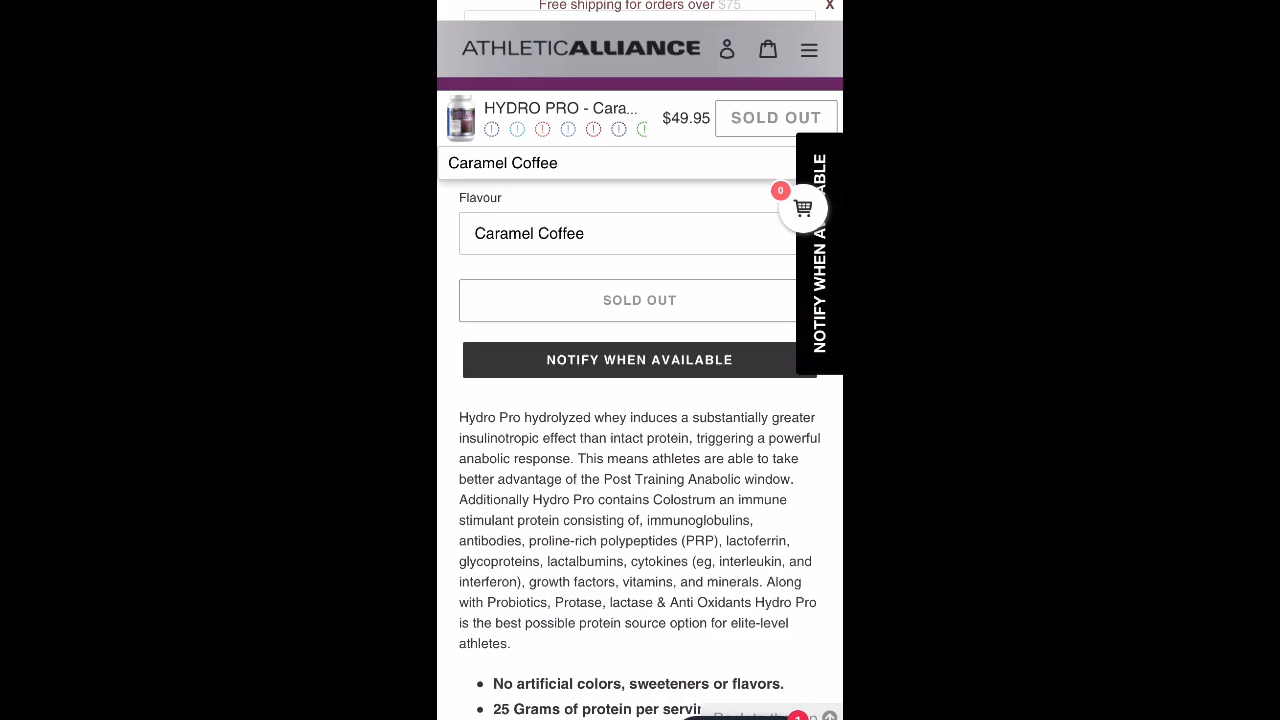 Free shipping for orders over $75
X
ATHLETICALLIANCE
HYDRO PRO - Cara...
$49.95
SOLD OUT
Caramel Coffee
NOTIFY WHEN AVAILABLE
0
Flavour
Caramel Coffee
SOLD OUT
NOTIFY WHEN AVAILABLE
Hydro Pro hydrolyzed whey induces a substantially greater
insulinotropic effect than intact protein, triggering a powerful
anabolic response. This means athletes are able to take
better advantage of the Post Training Anabolic window.
Additionally Hydro Pro contains Colostrum an immune
stimulant protein consisting of, immunoglobulins,
antibodies, proline-rich polypeptides (PRP), lactoferrin,
glycoproteins, lactalbumins, cytokines (eg, interleukin, and
interferon), growth factors, vitamins, and minerals. Along
with Probiotics, Protase, lactase & Anti Oxidants Hydro Pro
is the best possible protein source option for elite-level
athletes.
• No artificial colors, sweeteners or flavors.
• 25 Grams of protein per servi
1